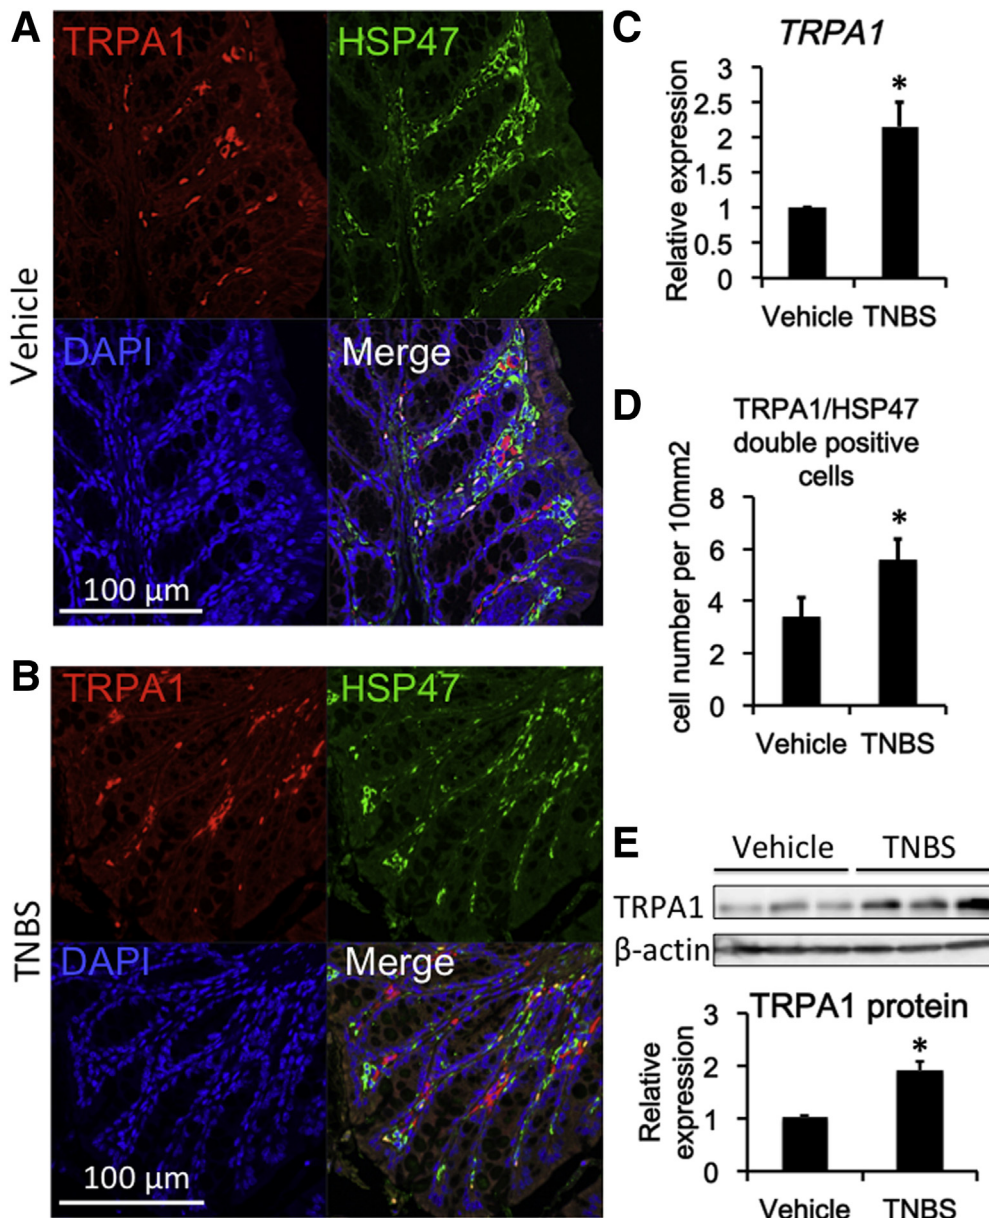 A
TRPA1
HSP47
Vehicle
DAPI
Merge
100 µm
B
TRPA1
HSP47
TNBS
DAPI
Merge
100 µm
C
TRPA1
Relative expression
3
2.5
2
1.5
1
0.5
0
*
Vehicle TNBS
D
TRPA1/HSP47
double positive
cells
cell number per 10mm2
8
6
4
2
0
*
Vehicle TNBS
E
Vehicle TNBS
TRPA1
β-actin
TRPA1 protein
Relative
expression
3
2
1
0
*
Vehicle TNBS